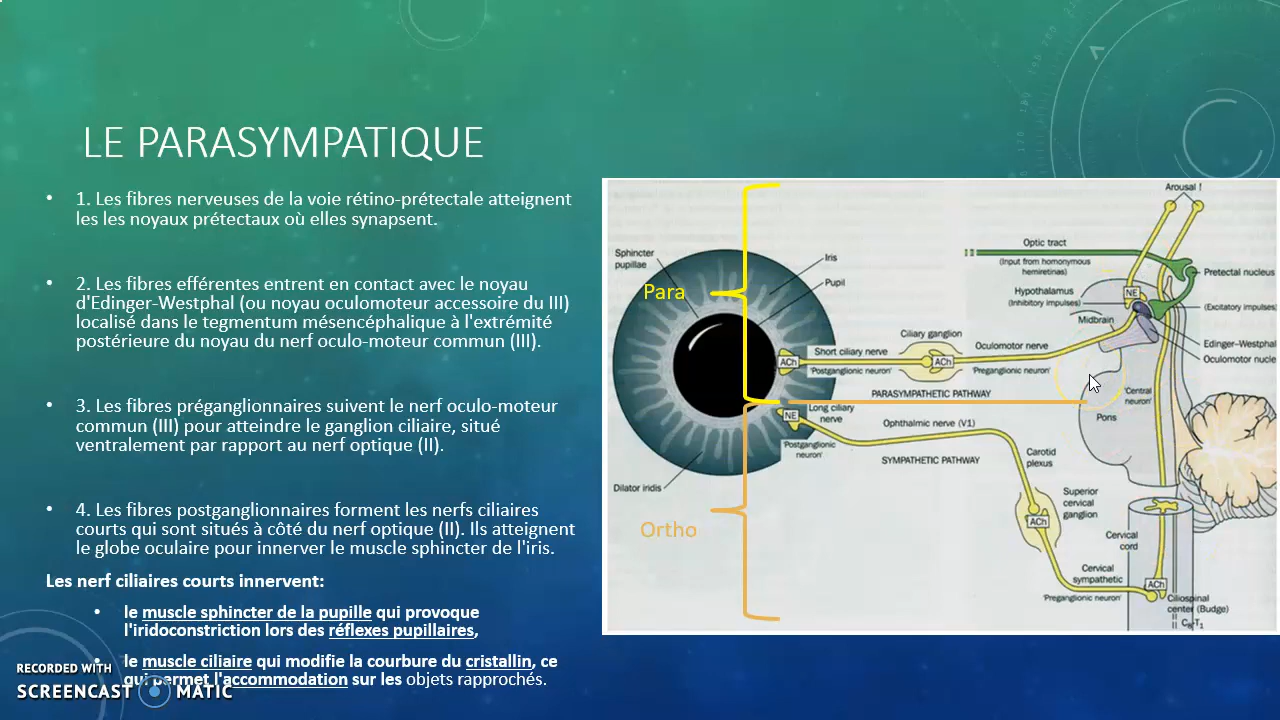 LE PARASYMPATIQUE
• 1. Les fibres nerveuses de la voie rétino-prétectale atteignent
les les noyaux prétectaux où elles synapsent.
• 2. Les fibres efférentes entrent en contact avec le noyau
d'Edinger-Westphal (ou noyau oculomoteur accessoire du III)
localisé dans le tegmentum mésencéphalique à l'extrémité
postérieure du noyau du nerf oculo-moteur commun (III).
• 3. Les fibres préganglionnaires suivent le nerf oculo-moteur
commun (III) pour atteindre le ganglion ciliaire, situé
ventralement par rapport au nerf optique (II).
• 4. Les fibres postganglionnaires forment les nerfs ciliaires
courts qui sont situés à côté du nerf optique (II). Ils atteignent
le globe oculaire pour innerver le muscle sphincter de l'iris.
Les nerf ciliaires courts innervent:
• le muscle sphincter de la pupille qui provoque
l'iridoconstriction lors des réflexes pupillaires,
• le muscle ciliaire qui modifie la courbure du cristallin, ce
qui permet l'accommodation sur les objets rapprochés.
RECORDED WITH
SCREENCAST MATIC
Arousal !
Optic tract
(Input from homonymous
hemiretinas)
Pretectal nucleus
Sphincter
pupillae
Iris
Pupil
Para
Hypothalamus
(Inhibitory impulses)
NE
(Excitatory impulses)
Midbrain
Ciliary ganglion
Edinger–Westphal
Oculomotor nucle
Short ciliary nerve
Oculomotor nerve
ACh
ACh
'Postganglionic neuron'
'Preganglionic neuron'
PARASYMPATHETIC PATHWAY
'Central
neuron'
Pons
NE
Long ciliary
nerve
Ophthalmic nerve (V1)
'Postganglionic
neuron'
SYMPATHETIC PATHWAY
Carotid
plexus
Dilator iridis
Ortho
Superior
cervical
ganglion
ACh
Cervical
cord
Cervical
sympathetic
'Preganglionic neuron'
ACh
Ciliospinal
center (Budge)
C8-T1